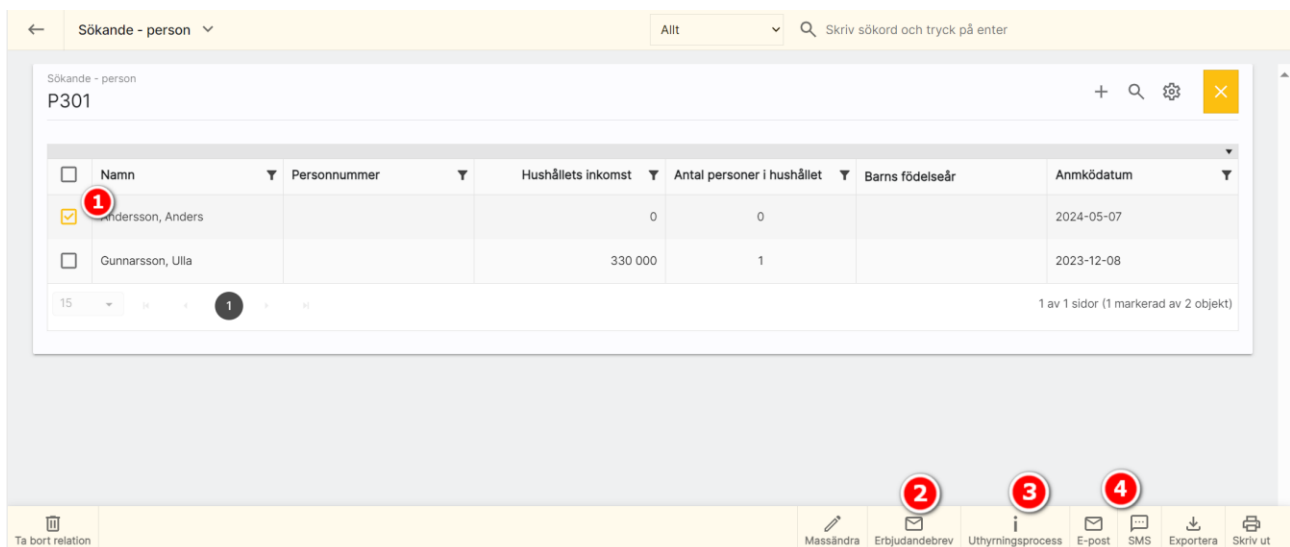 Sökande - person
Allt
Skriv sökord och tryck på enter
Sökande - person
P301
Namn Personnummer Hushållets inkomst Antal personer i hushållet Barns födelseår Anmködatum
1
Andersson, Anders 0 0 2024-05-07
Gunnarsson, Ulla 330 000 1 2023-12-08
15 1 1 av 1 sidor (1 markerad av 2 objekt)
2 3 4
Ta bort relation Massändra Erbjudandebrev Uthyrningsprocess E-post SMS Exportera Skriv ut